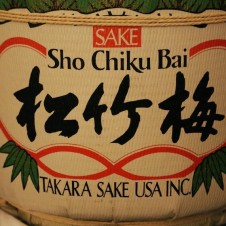 SAKE
Sho Chiku Bai
松竹梅
TAKARA SAKE USA INC.